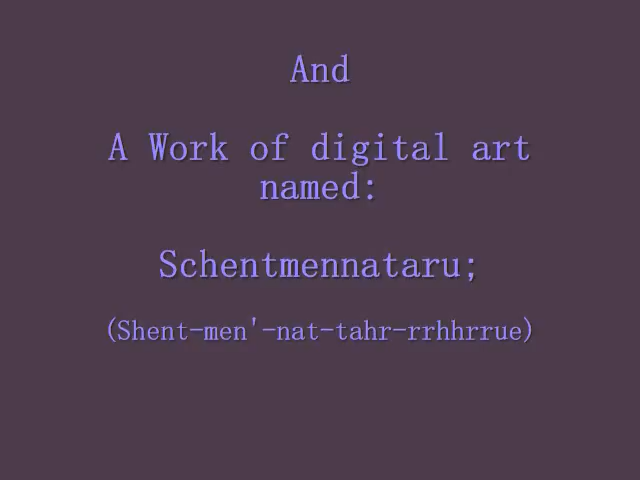 And
A Work of digital art
named:
Schentmennataru;
(Shent-men'-nat-tahr-rrhhrrue)